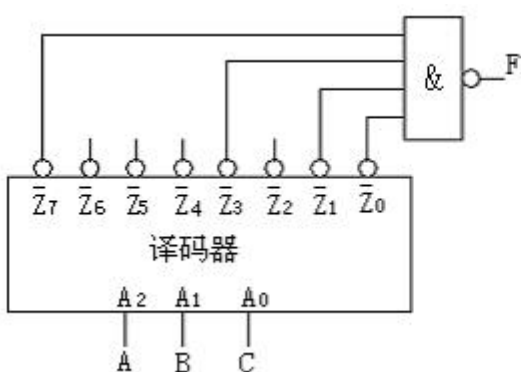 & F
Z̄7 Z̄6 Z̄5 Z̄4 Z̄3 Z̄2 Z̄1 Z̄0
译码器
A2 A1 A0
A B C